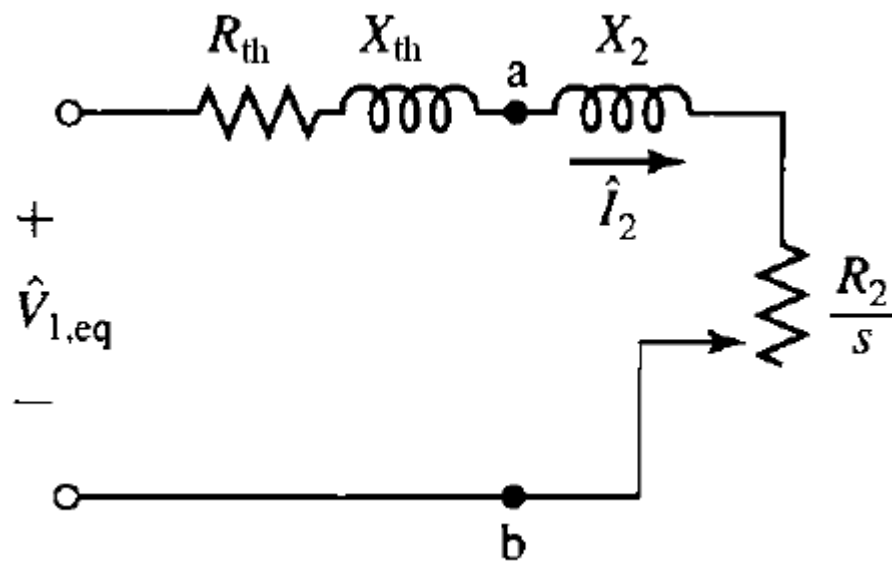 R_th X_th a X_2
Î_2
+
V̂_1,eq
−
R_2
s
b